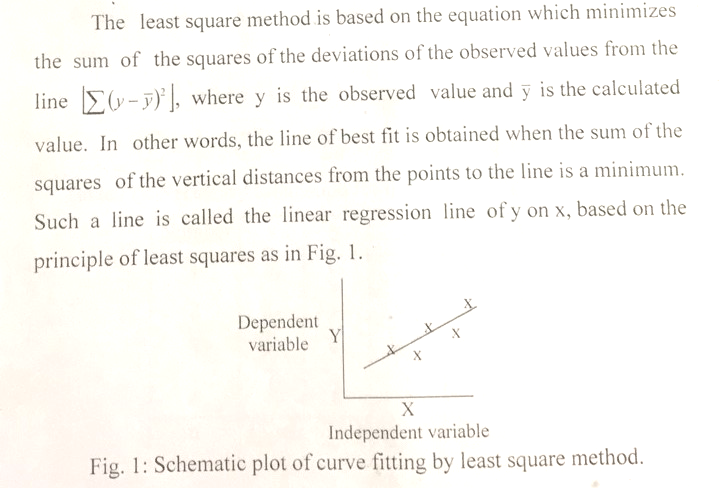 The least square method is based on the equation which minimizes
the sum of the squares of the deviations of the observed values from the
line [∑(y – ȳ)²], where y is the observed value and ȳ is the calculated
value. In other words, the line of best fit is obtained when the sum of the
squares of the vertical distances from the points to the line is a minimum.
Such a line is called the linear regression line of y on x, based on the
principle of least squares as in Fig. 1.
Dependent
variable
Y
X
X
X
X
X
X
Independent variable
Fig. 1: Schematic plot of curve fitting by least square method.